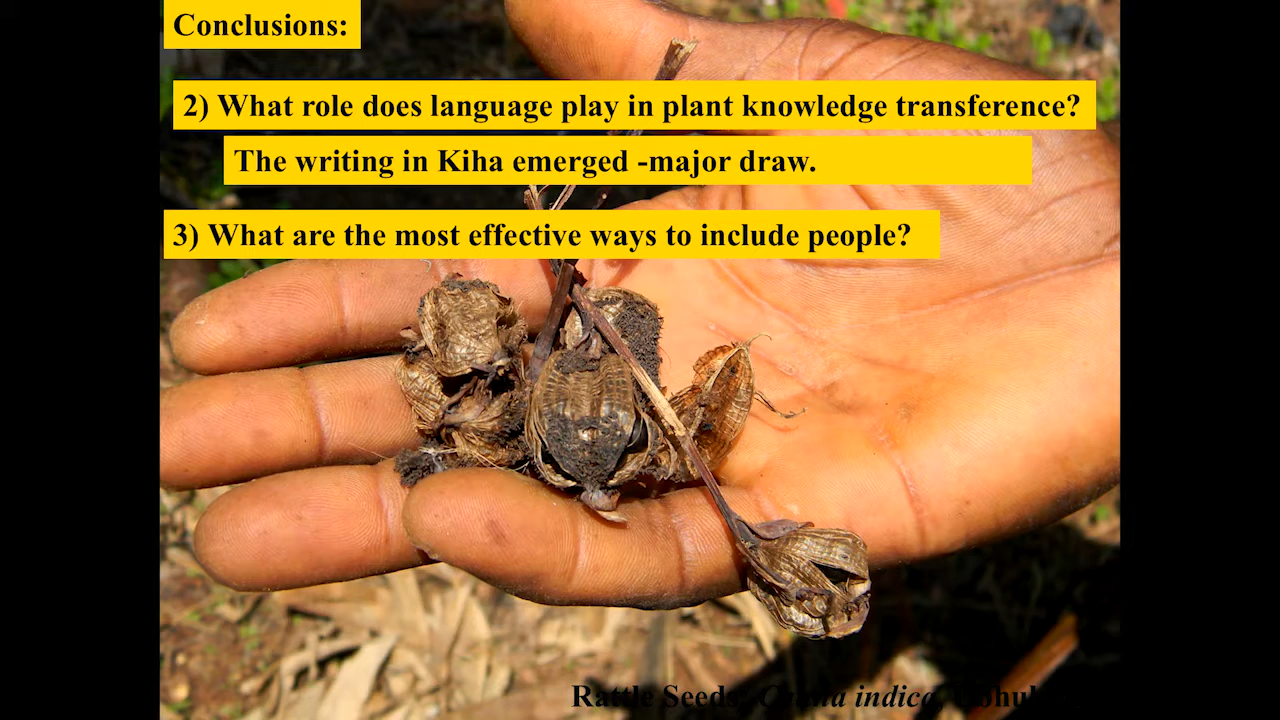 Conclusions:
2) What role does language play in plant knowledge transference?
The writing in Kiha emerged -major draw.
3) What are the most effective ways to include people?
Rattle Seeds, Canna indica,